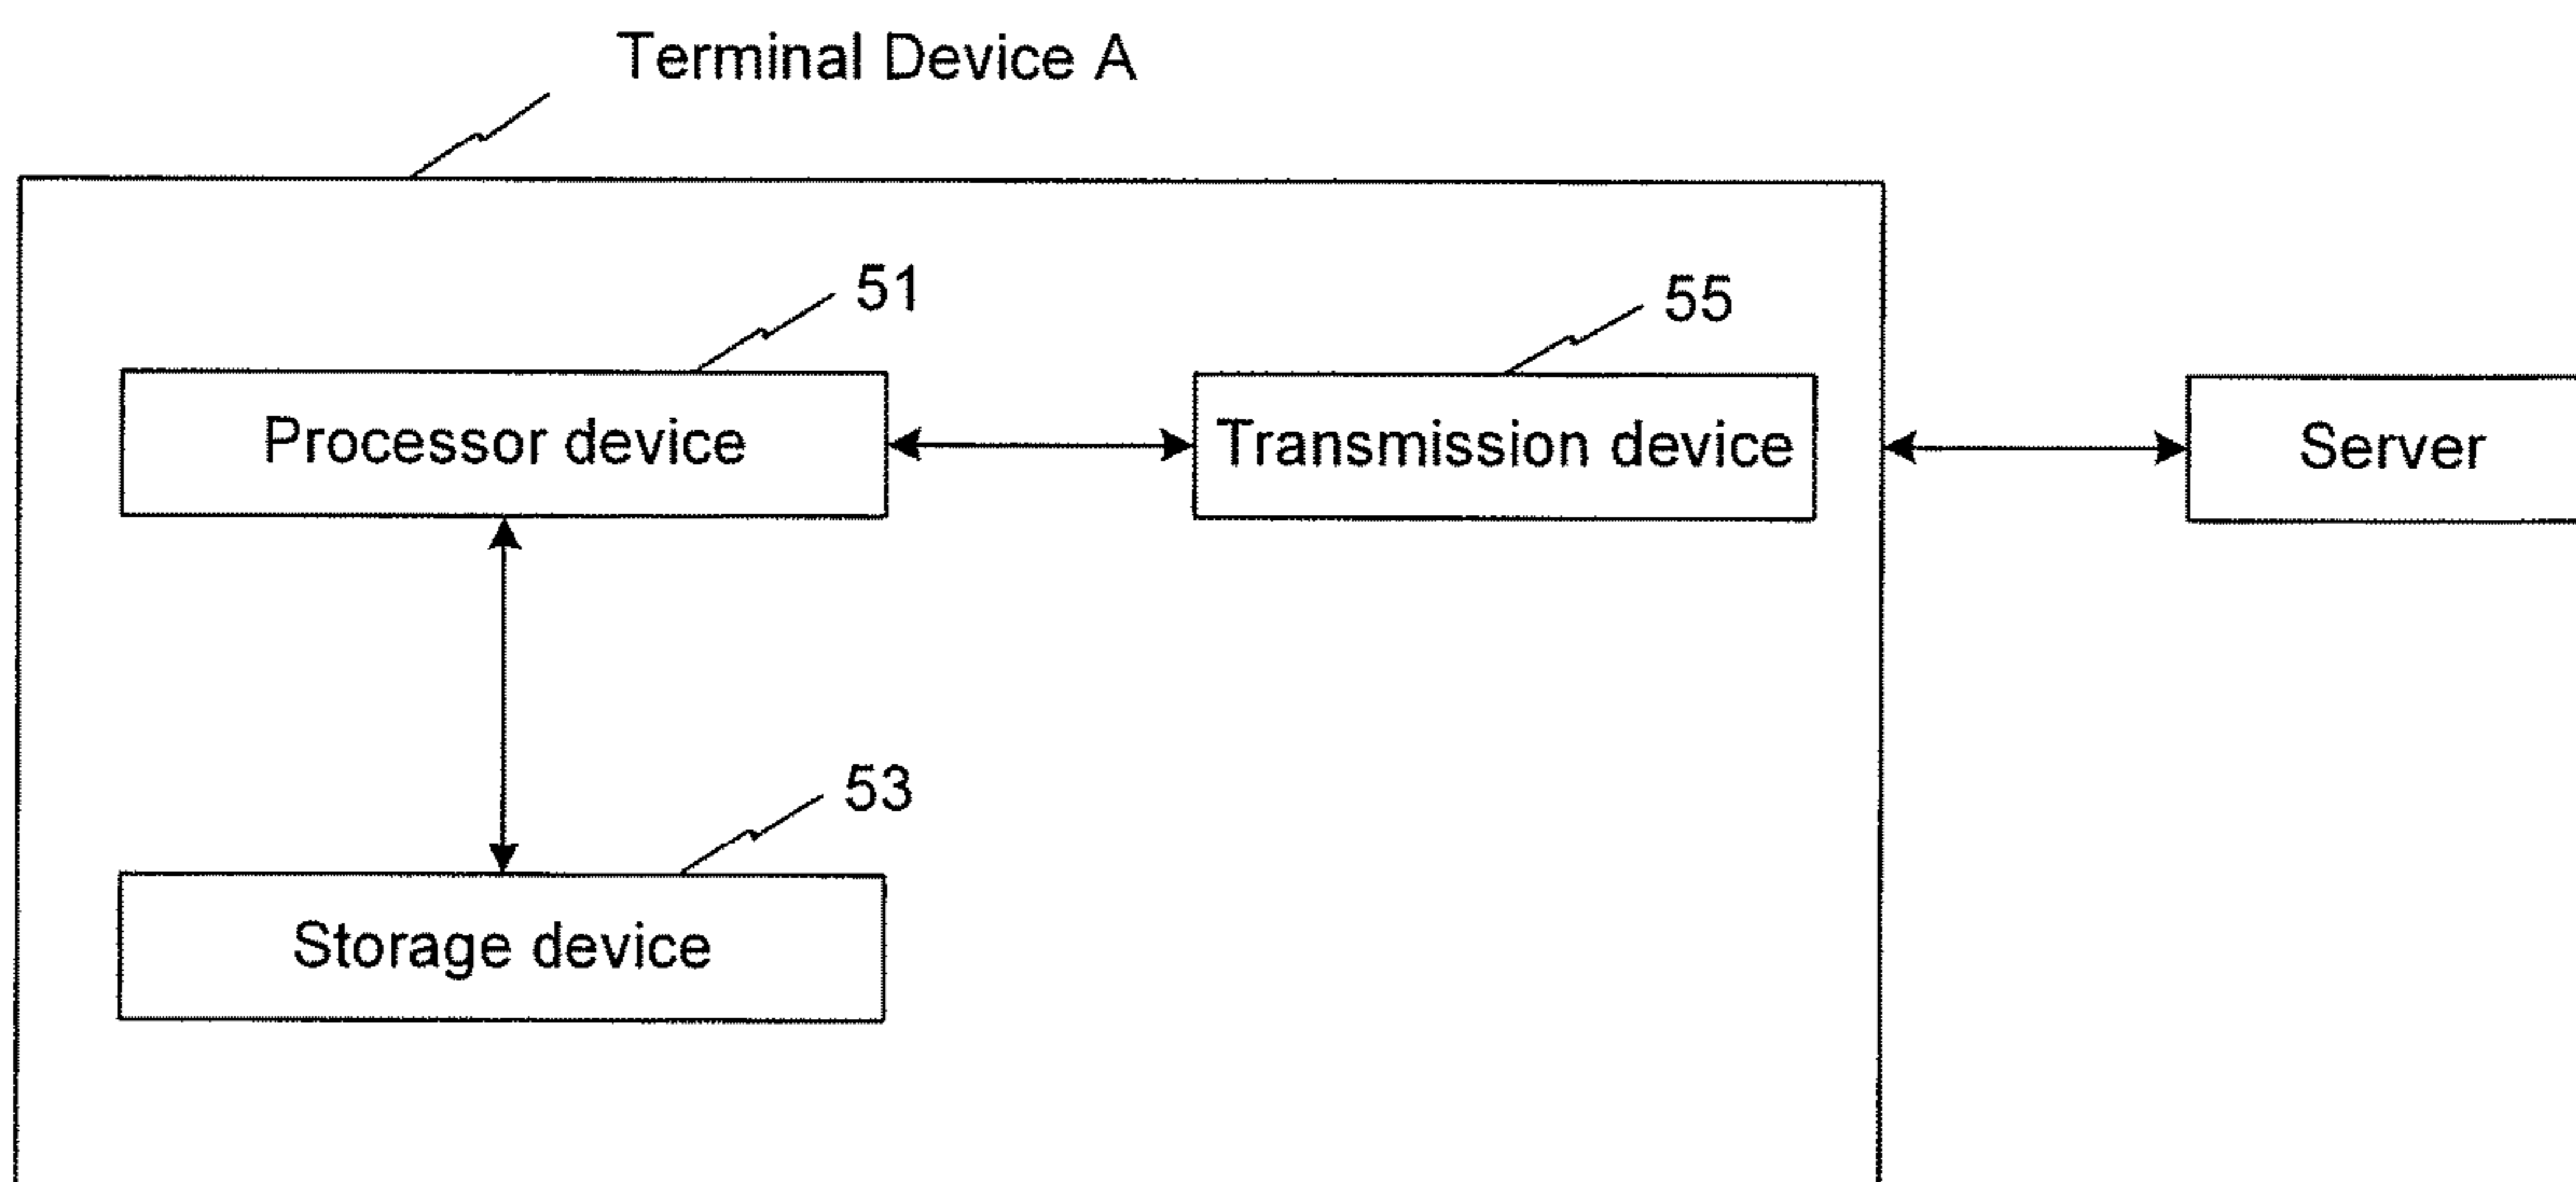 Terminal Device A
51
55
Processor device
Transmission device
Server
53
Storage device